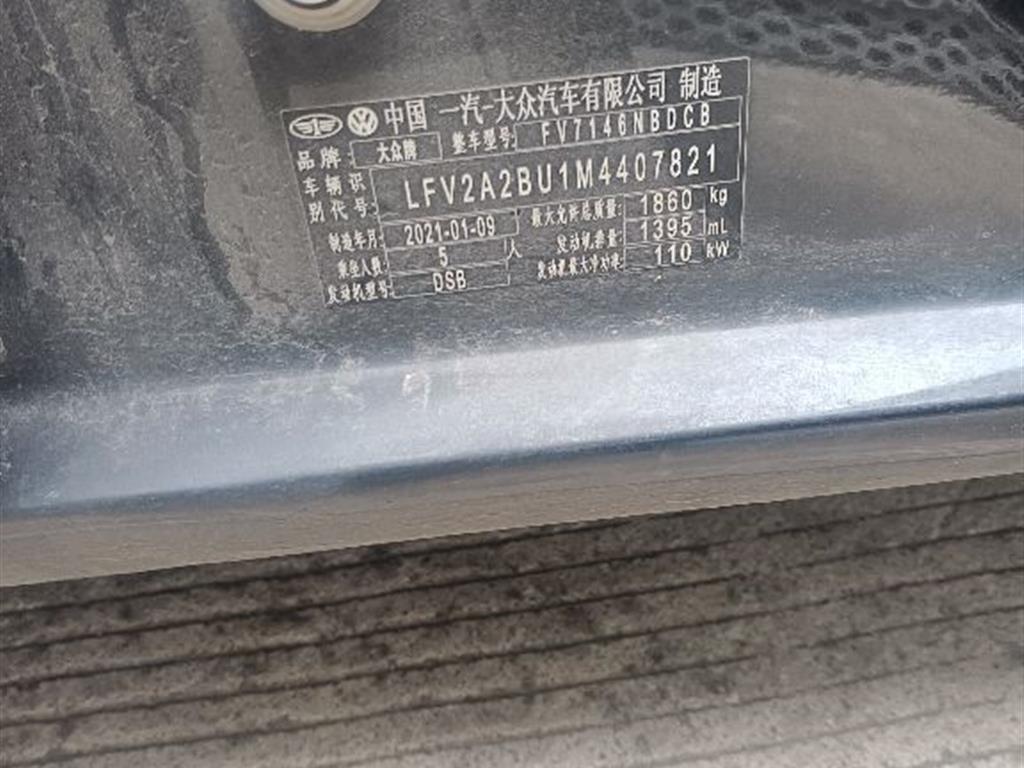 中国 一汽-大众汽车有限公司 制造
品牌: 大众牌 整车型号: FV7146NBDCB
车辆识别代号: LFV2A2BU1M4407821
制造年月: 2021-01-09 最大允许总质量: 1860 kg
乘坐人数: 5 人 发动机排量: 1395 mL
发动机型号: DSB 发动机最大净功率: 110 kW